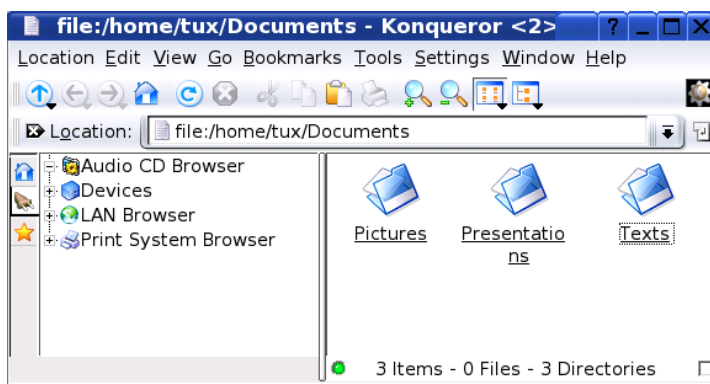 file:/home/tux/Documents - Konqueror <2>
Location Edit View Go Bookmarks Tools Settings Window Help
Location: file:/home/tux/Documents
Audio CD Browser
Devices
LAN Browser
Print System Browser
Pictures
Presentatio
ns
Texts
3 Items - 0 Files - 3 Directories